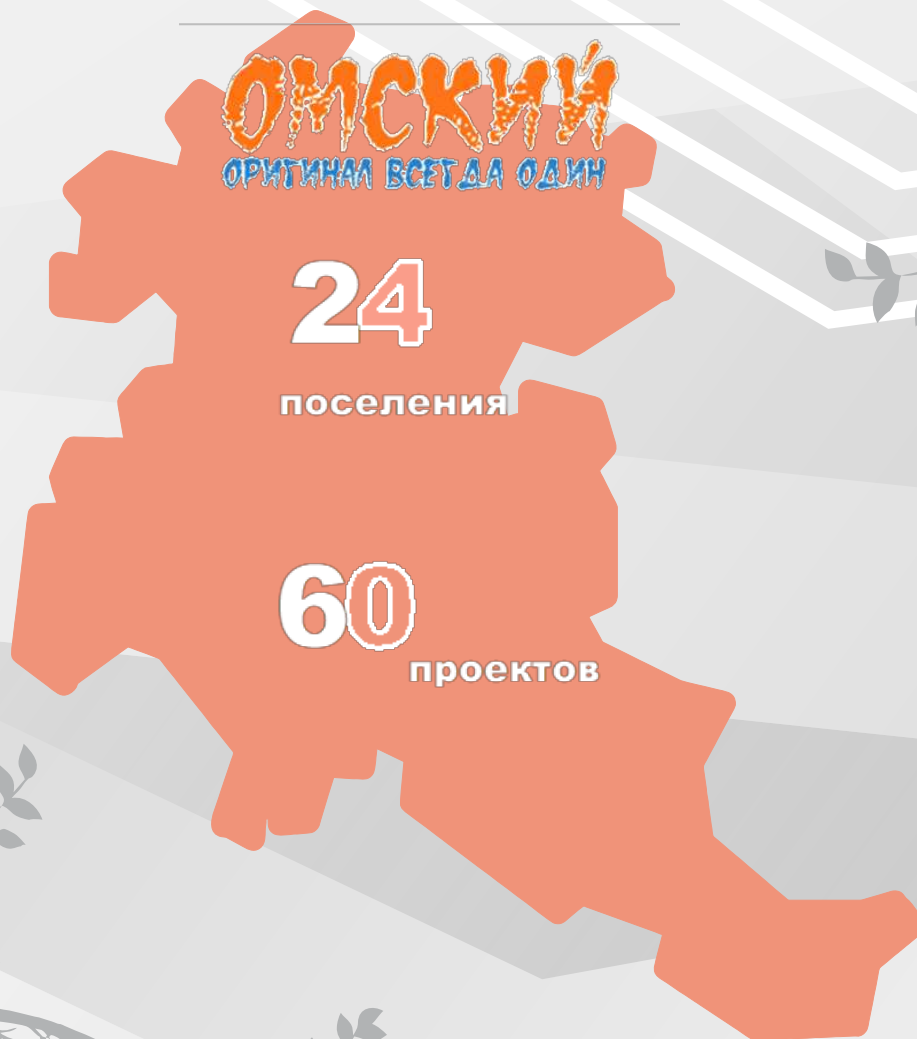 ОМСКИЙ
ОРИГИНАЛ ВСЕГДА ОДИН
24
поселения
60
проектов